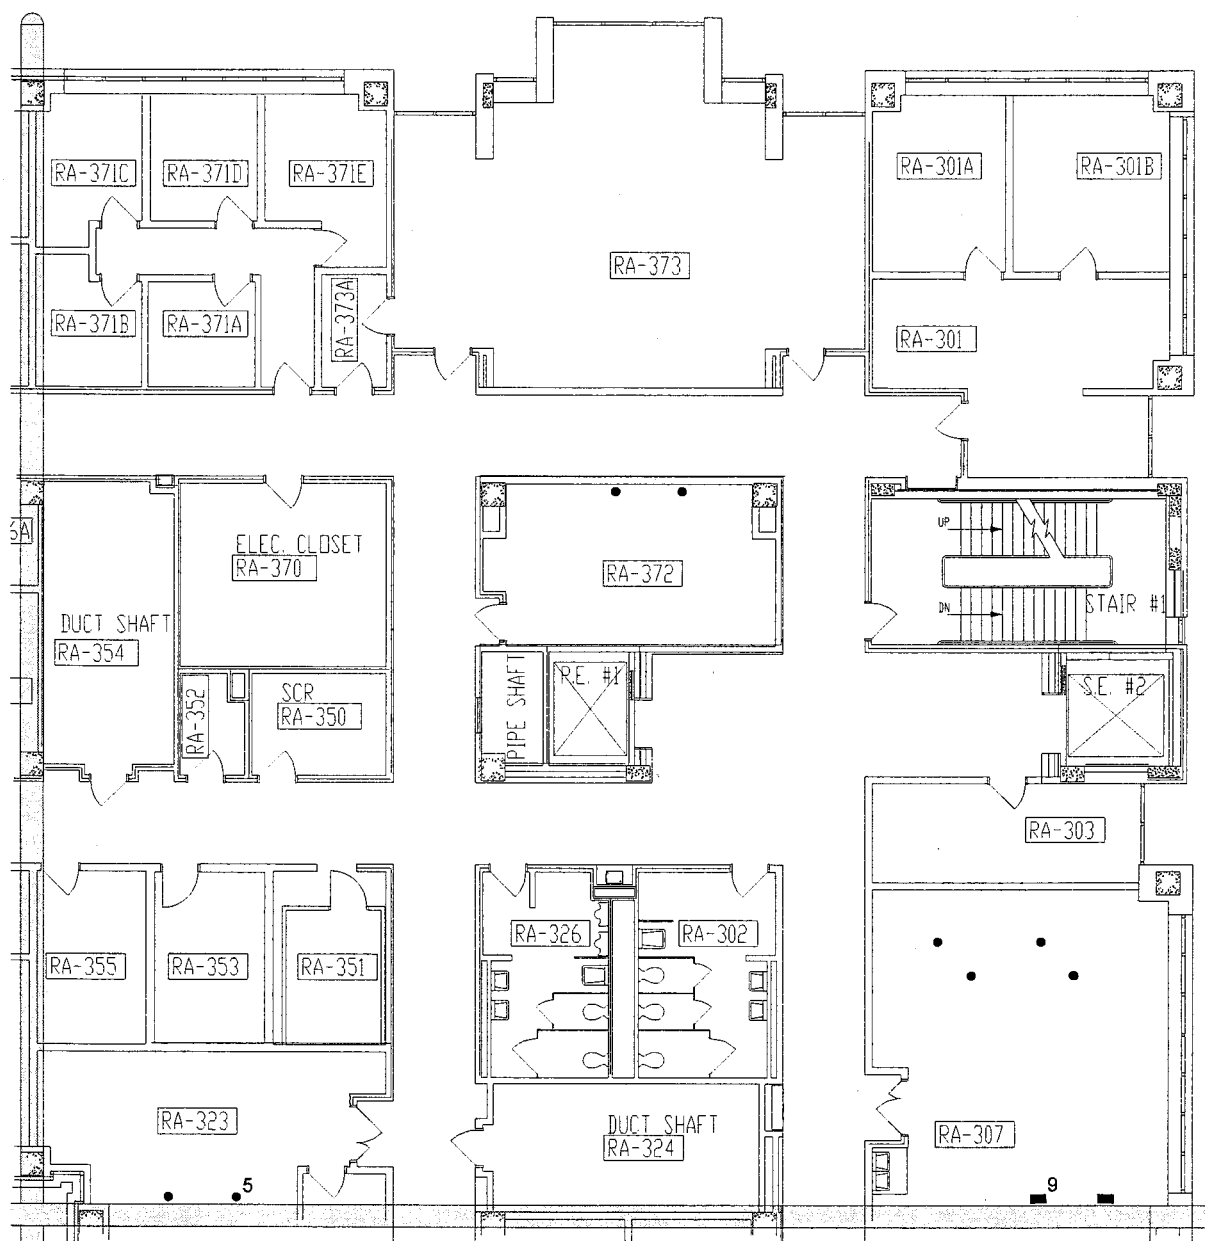 RA-371C
RA-371D
RA-371E
RA-301A
RA-301B
RA-373
RA-371B
RA-371A
RA-373A
RA-301
6A
ELEC. CLOSET
RA-370
RA-372
UP
DN
STAIR #1
DUCT SHAFT
RA-354
RA-352
SCR
RA-350
PIPE SHAFT
P.E. #1
S.E. #2
RA-303
RA-355
RA-353
RA-351
RA-326
RA-302
RA-323
DUCT SHAFT
RA-324
RA-307
5
9